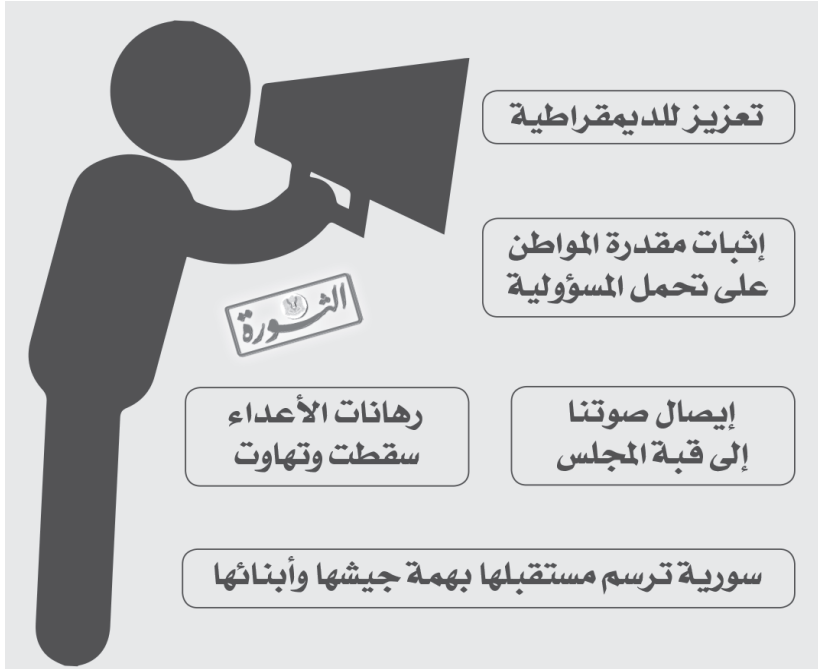 تعزيز للديمقراطية
إثبات مقدرة المواطن
على تحمل المسؤولية
الثورة
إيصال صوتنا
إلى قبة المجلس
رهانات الأعداء
سقطت وتهاوت
سورية ترسم مستقبلها بهمة جيشها وأبنائها